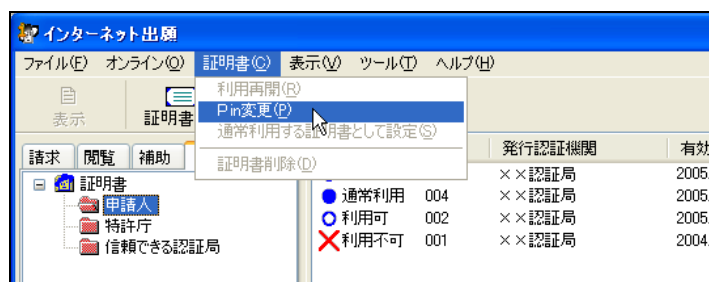 インターネット出願
ファイル(F) オンライン(O) 証明書(C) 表示(V) ツール(T) ヘルプ(H)
利用再開(R)
Pin変更(P)
通常利用する証明書として設定(S)
証明書削除(D)
表示 証明書
請求 閲覧 補助
発行認証機関 有効
証明書
申請人
特許庁
信頼できる認証局
××認証局 2005.
通常利用 004 ××認証局 2005.
利用可 002 ××認証局 2005.
利用不可 001 ××認証局 2004.